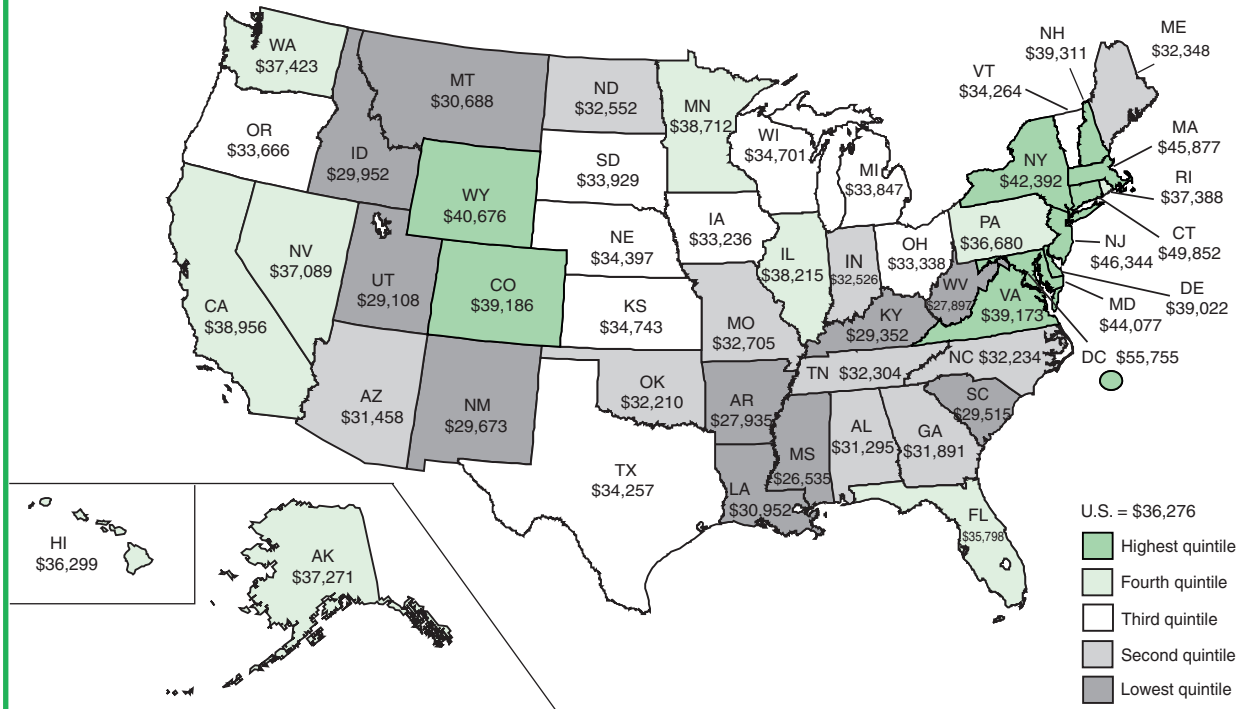 WA
$37,423
MT
$30,688
ND
$32,552
MN
$38,712
NH
$39,311
ME
$32,348
VT
$34,264
OR
$33,666
ID
$29,952
SD
$33,929
WI
$34,701
MI
$33,847
NY
$42,392
MA
$45,877
RI
$37,388
WY
$40,676
IA
$33,236
NE
$34,397
IL
$38,215
IN
$32,526
OH
$33,338
PA
$36,680
NJ
$46,344
CT
$49,852
NV
$37,089
UT
$29,108
CO
$39,186
CA
$38,956
KS
$34,743
MO
$32,705
KY
$29,352
WV
$27,897
VA
$39,173
MD
$44,077
DE
$39,022
DC $55,755
NC $32,234
TN $32,304
AZ
$31,458
NM
$29,673
OK
$32,210
AR
$27,935
SC
$29,515
MS
$26,535
AL
$31,295
GA
$31,891
TX
$34,257
LA
$30,952
FL
$35,798
HI
$36,299
AK
$37,271
U.S. = $36,276
Highest quintile
Fourth quintile
Third quintile
Second quintile
Lowest quintile